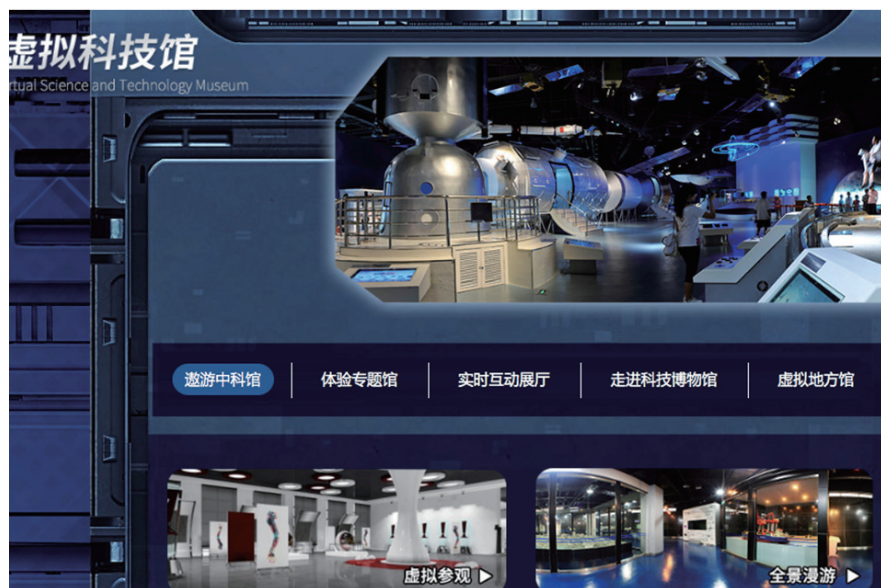 虚拟科技馆
rtual Science and Technology Museum
遨游中科馆
体验专题馆
实时互动展厅
走进科技博物馆
虚拟地方馆
虚拟参观
全景漫游